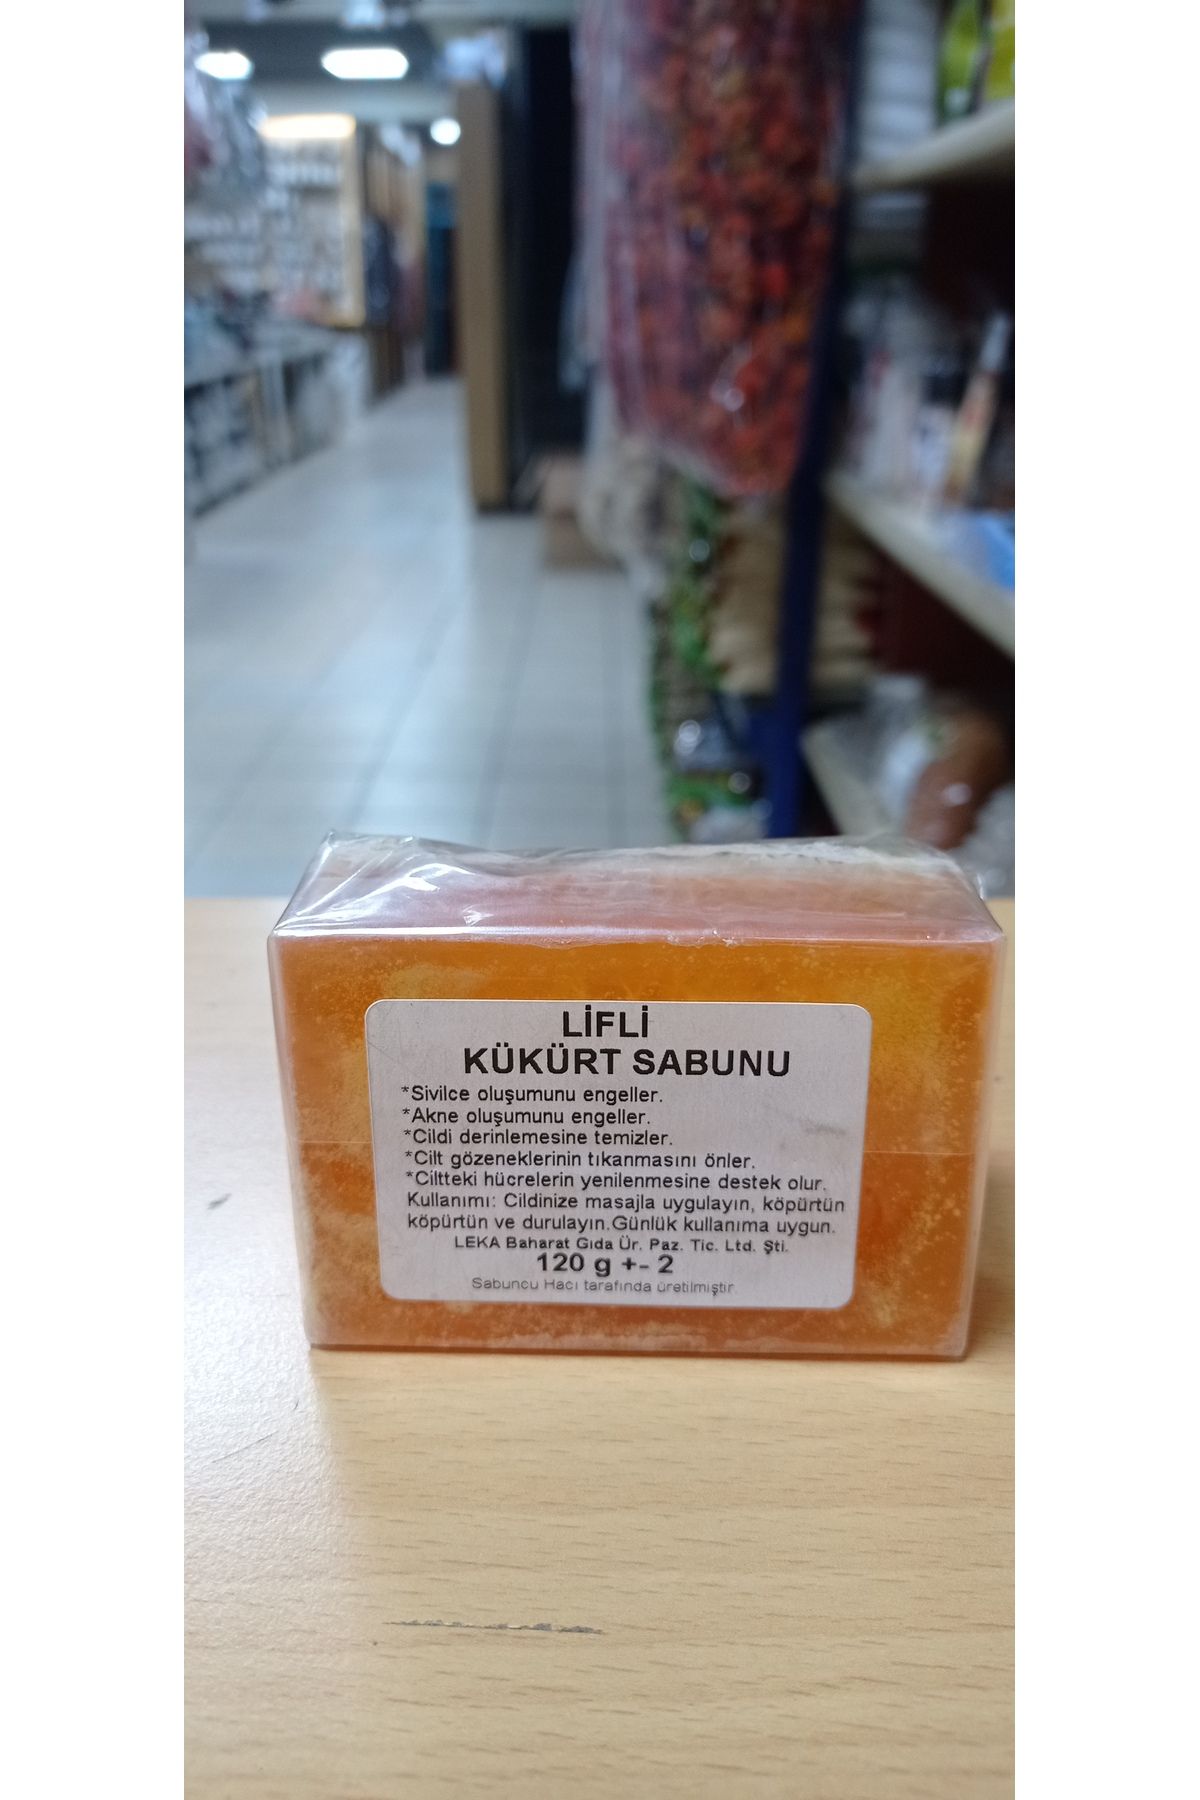 LİFLİ
KÜKÜRT SABUNU
*Sivilce oluşumunu engeller.
*Akne oluşumunu engeller.
*Cildi derinlemesine temizler.
*Cilt gözeneklerinin tıkanmasını önler.
*Ciltteki hücrelerin yenilenmesine destek olur.
Kullanımı: Cildinize masajla uygulayın, köpürtün
köpürtün ve durulayın.Günlük kullanıma uygun.
LEKA Baharat Gıda Ür. Paz. Tic. Ltd. Şti.
120 g +- 2
Sabuncu Hacı tarafında üretilmiştir.